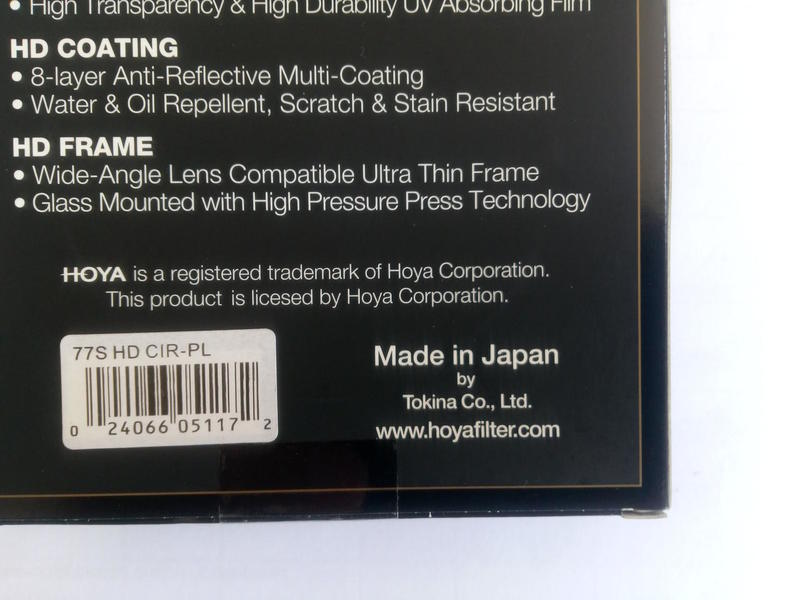 • High Transparency & High Durability UV Absorbing Film
HD COATING
• 8-layer Anti-Reflective Multi-Coating
• Water & Oil Repellent, Scratch & Stain Resistant
HD FRAME
• Wide-Angle Lens Compatible Ultra Thin Frame
• Glass Mounted with High Pressure Press Technology
HOYA is a registered trademark of Hoya Corporation.
This product is licesed by Hoya Corporation.
77S HD CIR-PL
0 24066 05117 2
Made in Japan
by
Tokina Co., Ltd.
www.hoyafilter.com